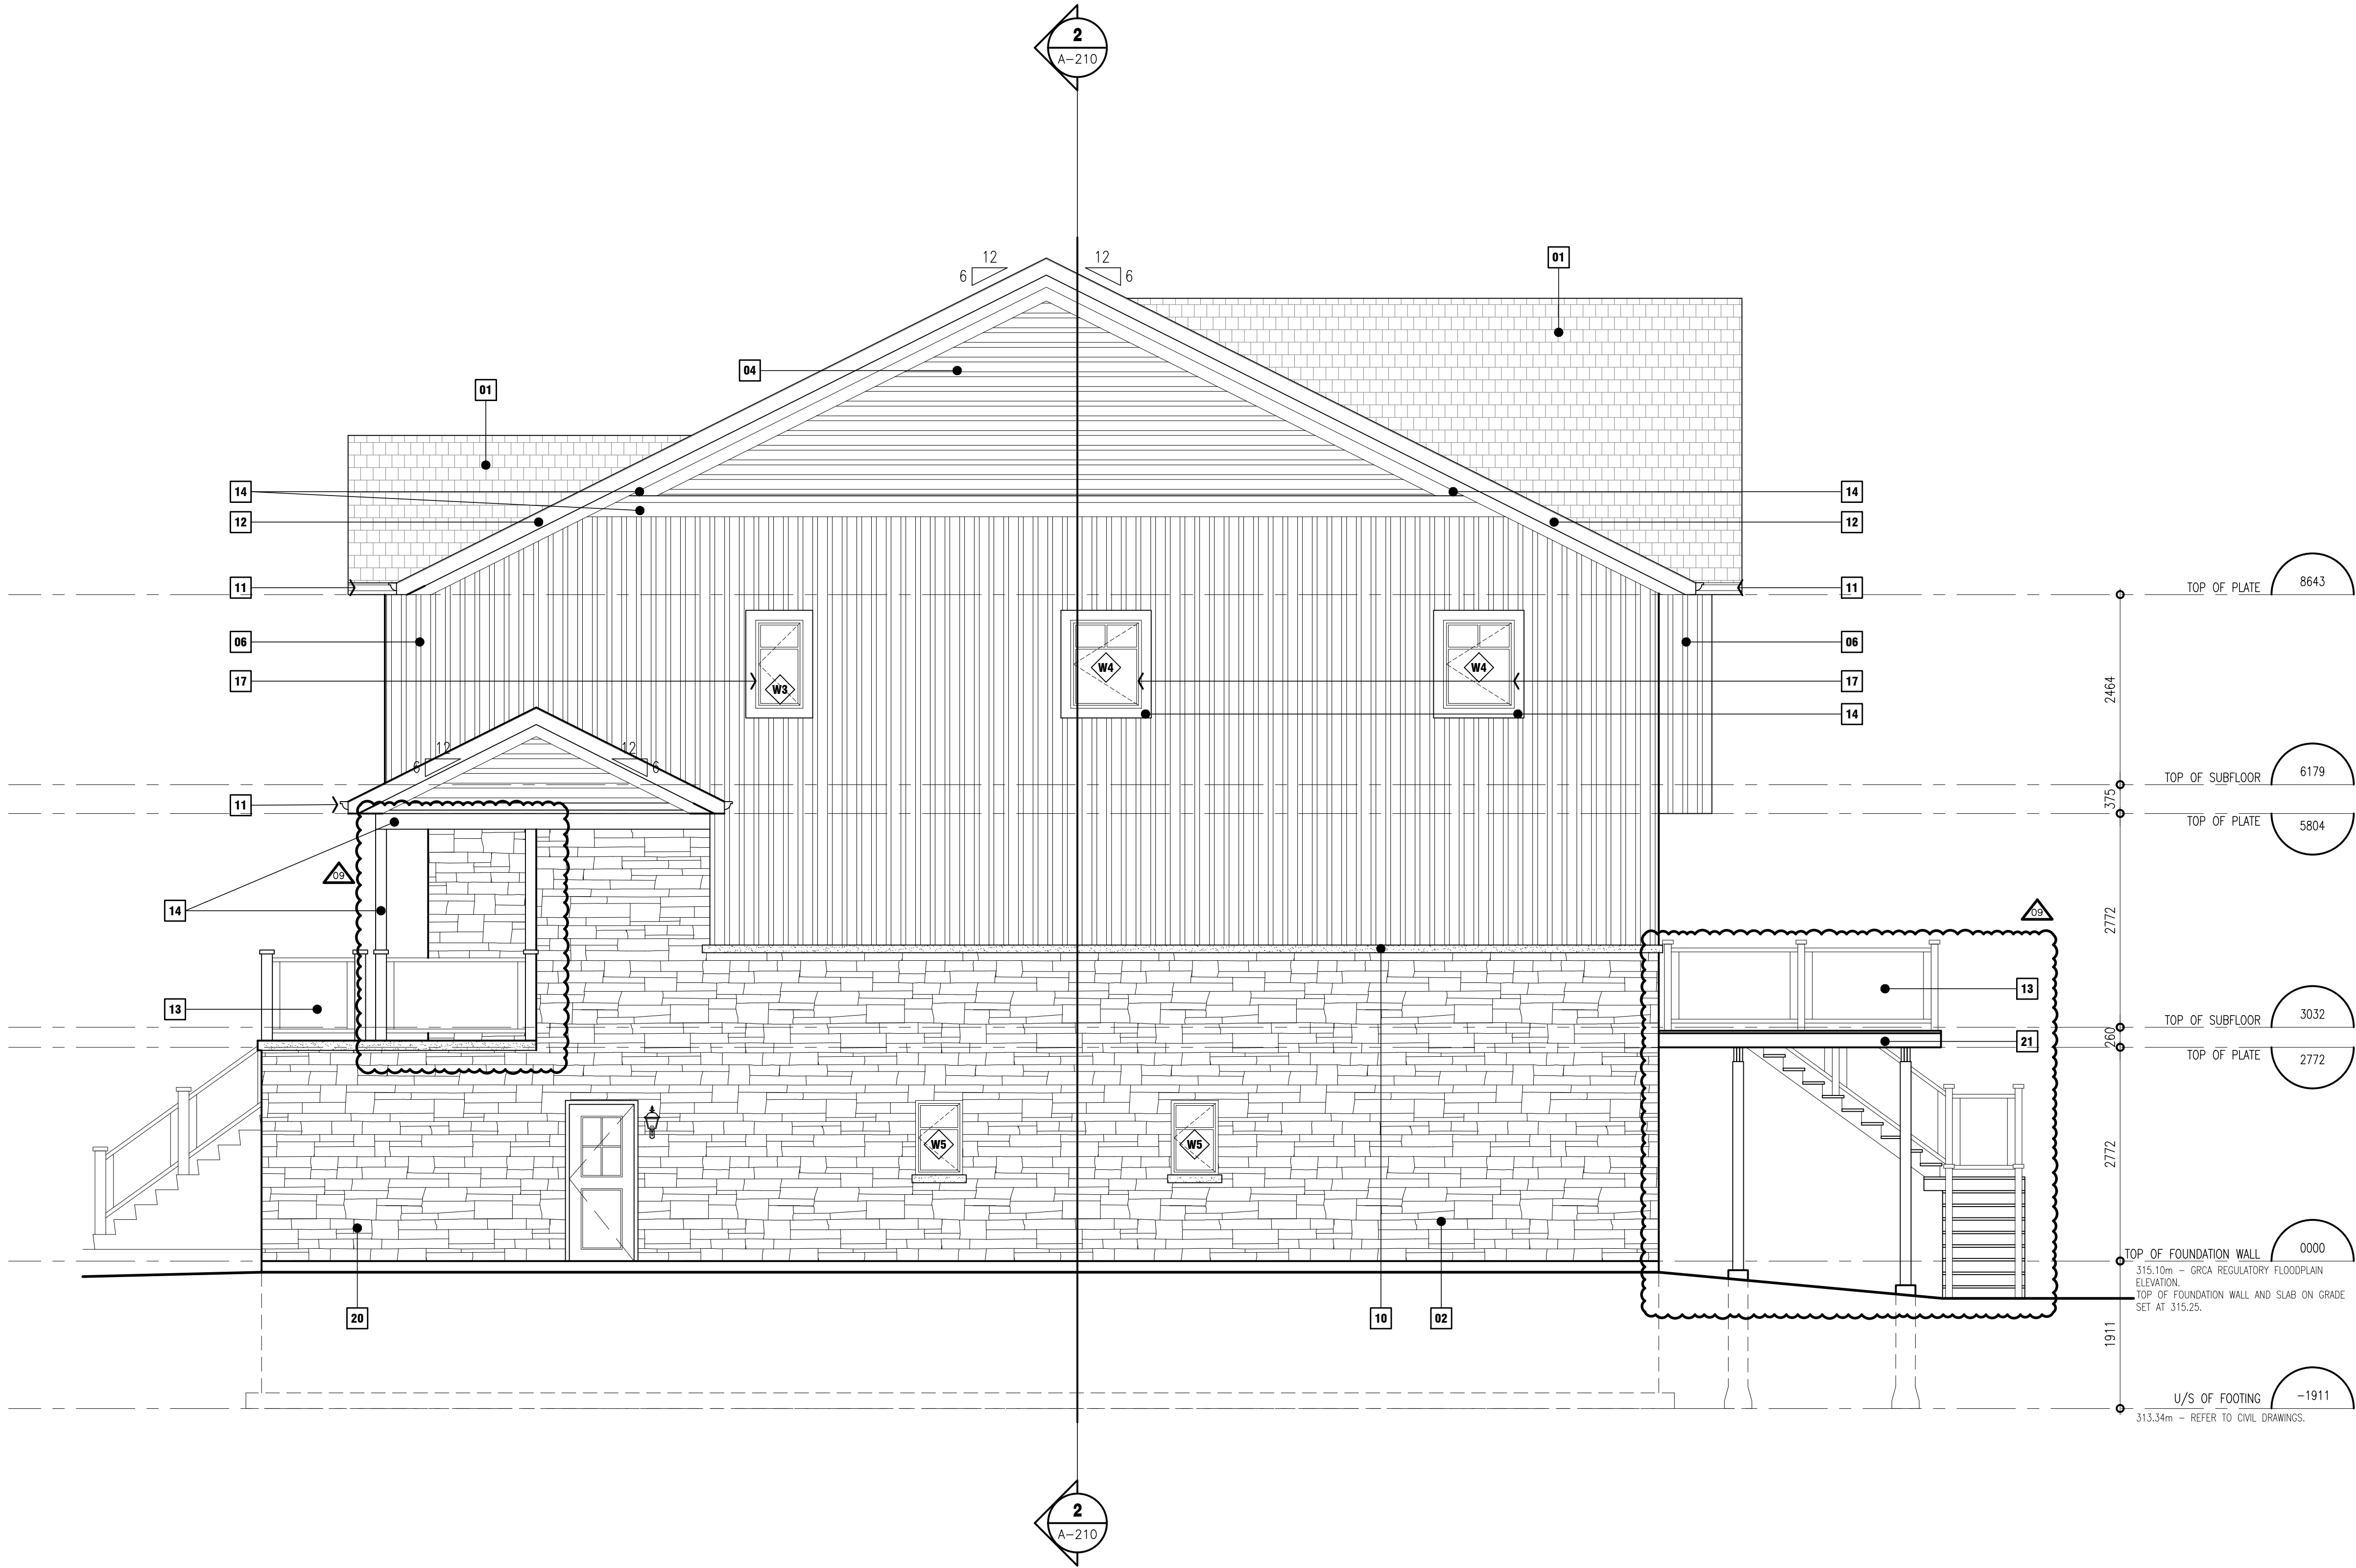 2
A-210
12
6
12
6
01
04
01
14
14
12
12
11
11
TOP OF PLATE
8643
06
06
17
W3
W4
W4
17
14
2464
12
6
12
6
TOP OF SUBFLOOR
6179
375
11
TOP OF PLATE
5804
09
14
09
2772
13
13
TOP OF SUBFLOOR
3032
260
21
TOP OF PLATE
2772
W5
W5
2772
TOP OF FOUNDATION WALL
0000
315.10m - GRCA REGULATORY FLOODPLAIN
ELEVATION.
TOP OF FOUNDATION WALL AND SLAB ON GRADE
SET AT 315.25.
20
10
02
1911
U/S OF FOOTING
-1911
313.34m - REFER TO CIVIL DRAWINGS.
2
A-210